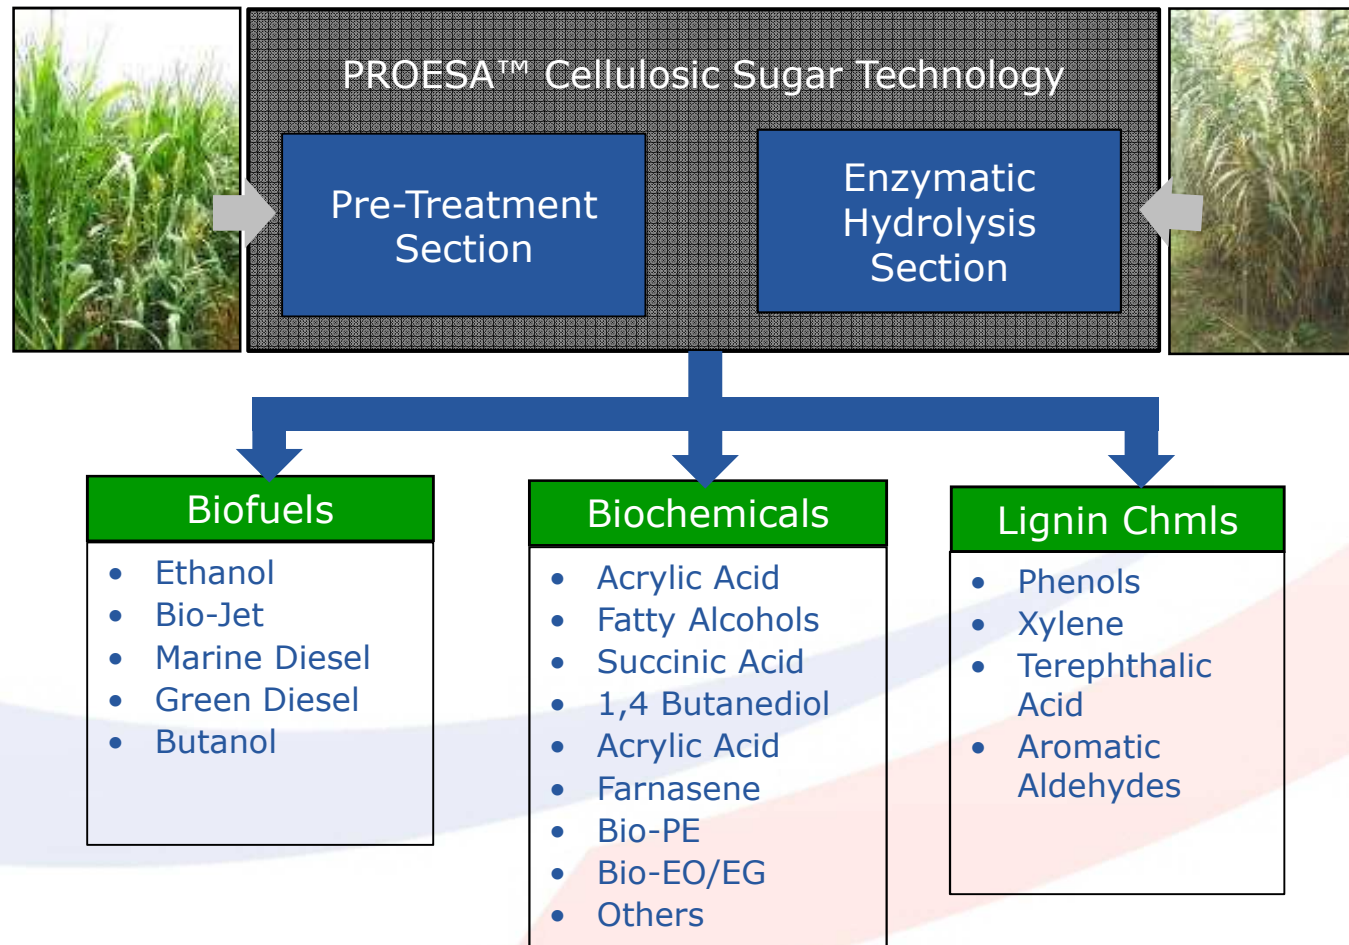 PROESA™ Cellulosic Sugar Technology
Pre-Treatment
Section
Enzymatic
Hydrolysis
Section
Biofuels
• Ethanol
• Bio-Jet
• Marine Diesel
• Green Diesel
• Butanol
Biochemicals
• Acrylic Acid
• Fatty Alcohols
• Succinic Acid
• 1,4 Butanediol
• Acrylic Acid
• Farnasene
• Bio-PE
• Bio-EO/EG
• Others
Lignin Chmls
• Phenols
• Xylene
• Terephthalic
Acid
• Aromatic
Aldehydes